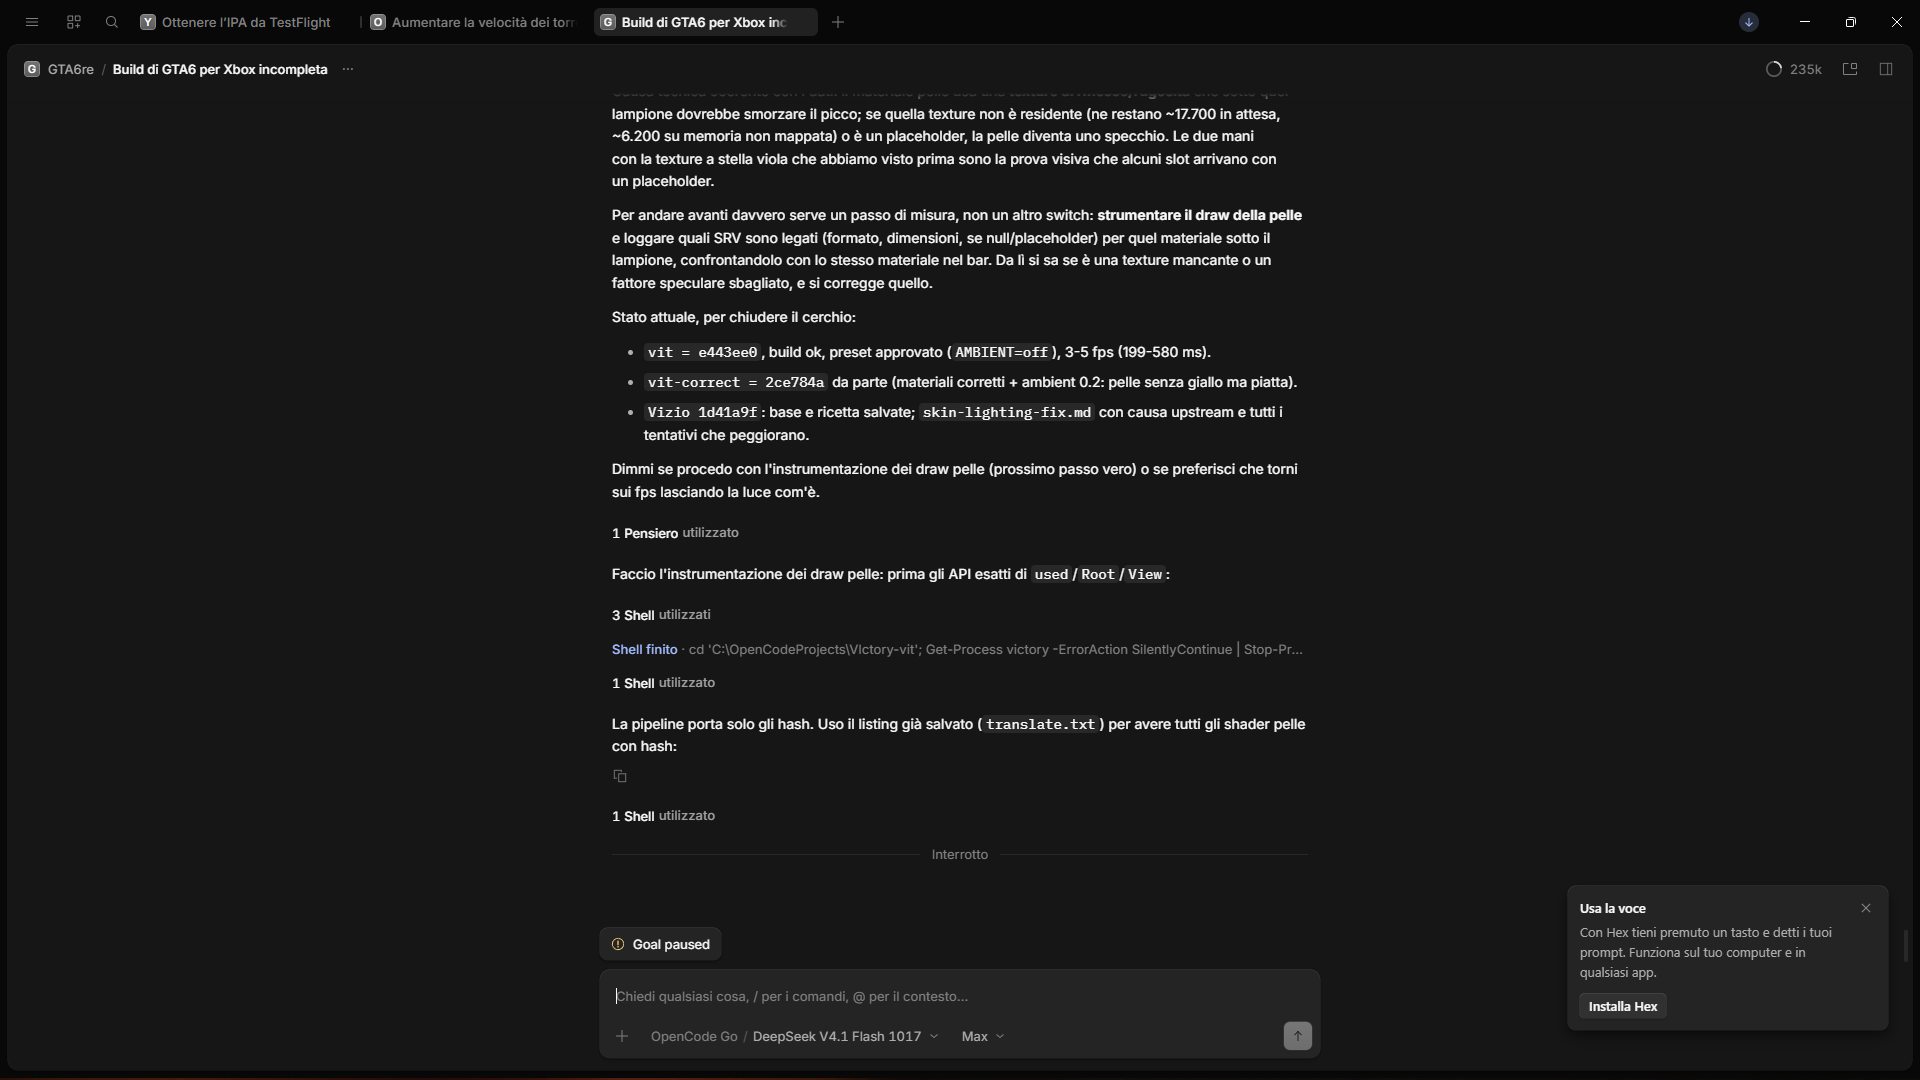 Ottenere l'IPA da TestFlight
Aumentare la velocità dei torr
Build di GTA6 per Xbox inc
G GTA6re / Build di GTA6 per Xbox incompleta ···
235k
lampione dovrebbe smorzare il picco; se quella texture non è residente (ne restano ~17.700 in attesa,
~6.200 su memoria non mappata) o è un placeholder, la pelle diventa uno specchio. Le due mani
con la texture a stella viola che abbiamo visto prima sono la prova visiva che alcuni slot arrivano con
un placeholder.
Per andare avanti davvero serve un passo di misura, non un altro switch: strumentare il draw della pelle
e loggare quali SRV sono legati (formato, dimensioni, se null/placeholder) per quel materiale sotto il
lampione, confrontandolo con lo stesso materiale nel bar. Da lì si sa se è una texture mancante o un
fattore speculare sbagliato, e si corregge quello.
Stato attuale, per chiudere il cerchio:
• vit = e443ee0, build ok, preset approvato (AMBIENT=off), 3-5 fps (199-580 ms).
• vit-correct = 2ce784a da parte (materiali corretti + ambient 0.2: pelle senza giallo ma piatta).
• Vizio 1d41a9f: base e ricetta salvate; skin-lighting-fix.md con causa upstream e tutti i
tentativi che peggiorano.
Dimmi se procedo con l'instrumentazione dei draw pelle (prossimo passo vero) o se preferisci che torni
sui fps lasciando la luce com'è.
1 Pensiero utilizzato
Faccio l'instrumentazione dei draw pelle: prima gli API esatti di used/Root/View:
3 Shell utilizzati
Shell finito · cd 'C:\OpenCodeProjects\VIctory-vit'; Get-Process victory -ErrorAction SilentlyContinue | Stop-Pr...
1 Shell utilizzato
La pipeline porta solo gli hash. Uso il listing già salvato (translate.txt) per avere tutti gli shader pelle
con hash:
1 Shell utilizzato
Interrotto
Goal paused
Chiedi qualsiasi cosa, / per i comandi, @ per il contesto...
OpenCode Go / DeepSeek V4.1 Flash 1017
Max
Usa la voce
Con Hex tieni premuto un tasto e detti i tuoi
prompt. Funziona sul tuo computer e in
qualsiasi app.
Installa Hex